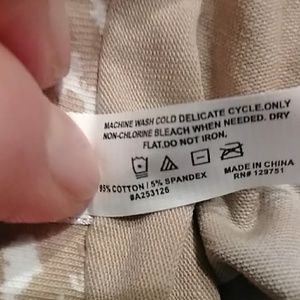 MACHINE WASH COLD DELICATE CYCLE.ONLY
NON-CHLORINE BLEACH WHEN NEEDED. DRY
FLAT.DO NOT IRON.
95% COTTON / 5% SPANDEX
#A253126
MADE IN CHINA
RN# 129751